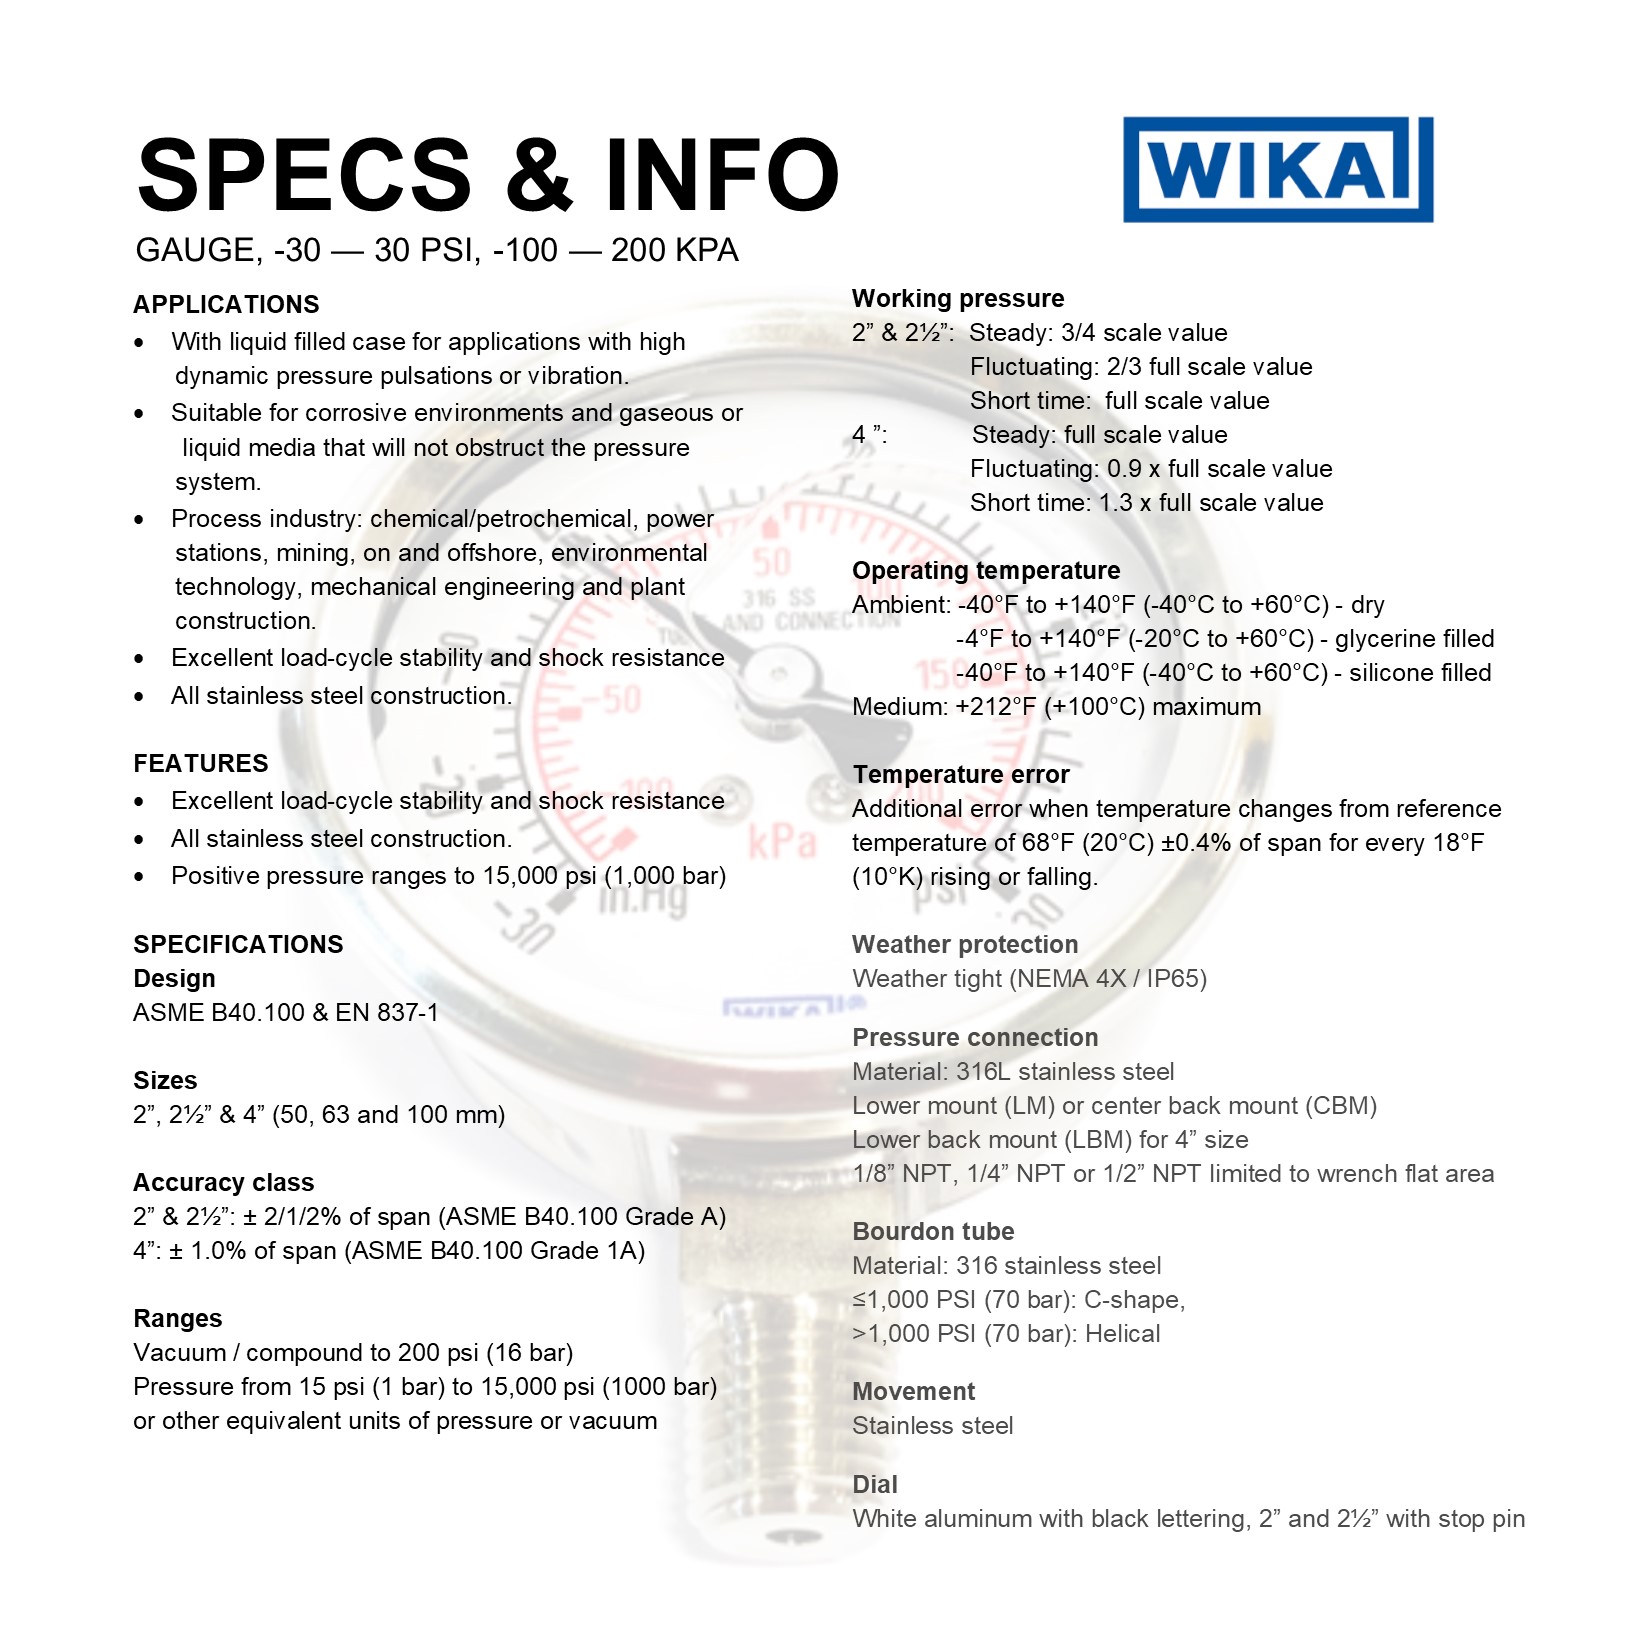 SPECS & INFO
WIKA
GAUGE, -30 — 30 PSI, -100 — 200 KPA
APPLICATIONS
• With liquid filled case for applications with high
dynamic pressure pulsations or vibration.
• Suitable for corrosive environments and gaseous or
liquid media that will not obstruct the pressure
system.
• Process industry: chemical/petrochemical, power
stations, mining, on and offshore, environmental
technology, mechanical engineering and plant
construction.
• Excellent load-cycle stability and shock resistance
• All stainless steel construction.
FEATURES
• Excellent load-cycle stability and shock resistance
• All stainless steel construction.
• Positive pressure ranges to 15,000 psi (1,000 bar)
SPECIFICATIONS
Design
ASME B40.100 & EN 837-1
Sizes
2”, 2½” & 4” (50, 63 and 100 mm)
Accuracy class
2” & 2½”: ± 2/1/2% of span (ASME B40.100 Grade A)
4”: ± 1.0% of span (ASME B40.100 Grade 1A)
Ranges
Vacuum / compound to 200 psi (16 bar)
Pressure from 15 psi (1 bar) to 15,000 psi (1000 bar)
or other equivalent units of pressure or vacuum
Working pressure
2” & 2½”: Steady: 3/4 scale value
Fluctuating: 2/3 full scale value
Short time: full scale value
4 ”: Steady: full scale value
Fluctuating: 0.9 x full scale value
Short time: 1.3 x full scale value
Operating temperature
Ambient: -40°F to +140°F (-40°C to +60°C) - dry
-4°F to +140°F (-20°C to +60°C) - glycerine filled
-40°F to +140°F (-40°C to +60°C) - silicone filled
Medium: +212°F (+100°C) maximum
Temperature error
Additional error when temperature changes from reference
temperature of 68°F (20°C) ±0.4% of span for every 18°F
(10°K) rising or falling.
Weather protection
Weather tight (NEMA 4X / IP65)
Pressure connection
Material: 316L stainless steel
Lower mount (LM) or center back mount (CBM)
Lower back mount (LBM) for 4” size
1/8” NPT, 1/4” NPT or 1/2” NPT limited to wrench flat area
Bourdon tube
Material: 316 stainless steel
≤1,000 PSI (70 bar): C-shape,
>1,000 PSI (70 bar): Helical
Movement
Stainless steel
Dial
White aluminum with black lettering, 2” and 2½” with stop pin
50
100
316 SS
AND CONNECTION
150
-50
-100
200
kPa
in.Hg
psi
-30
30
WIKA®